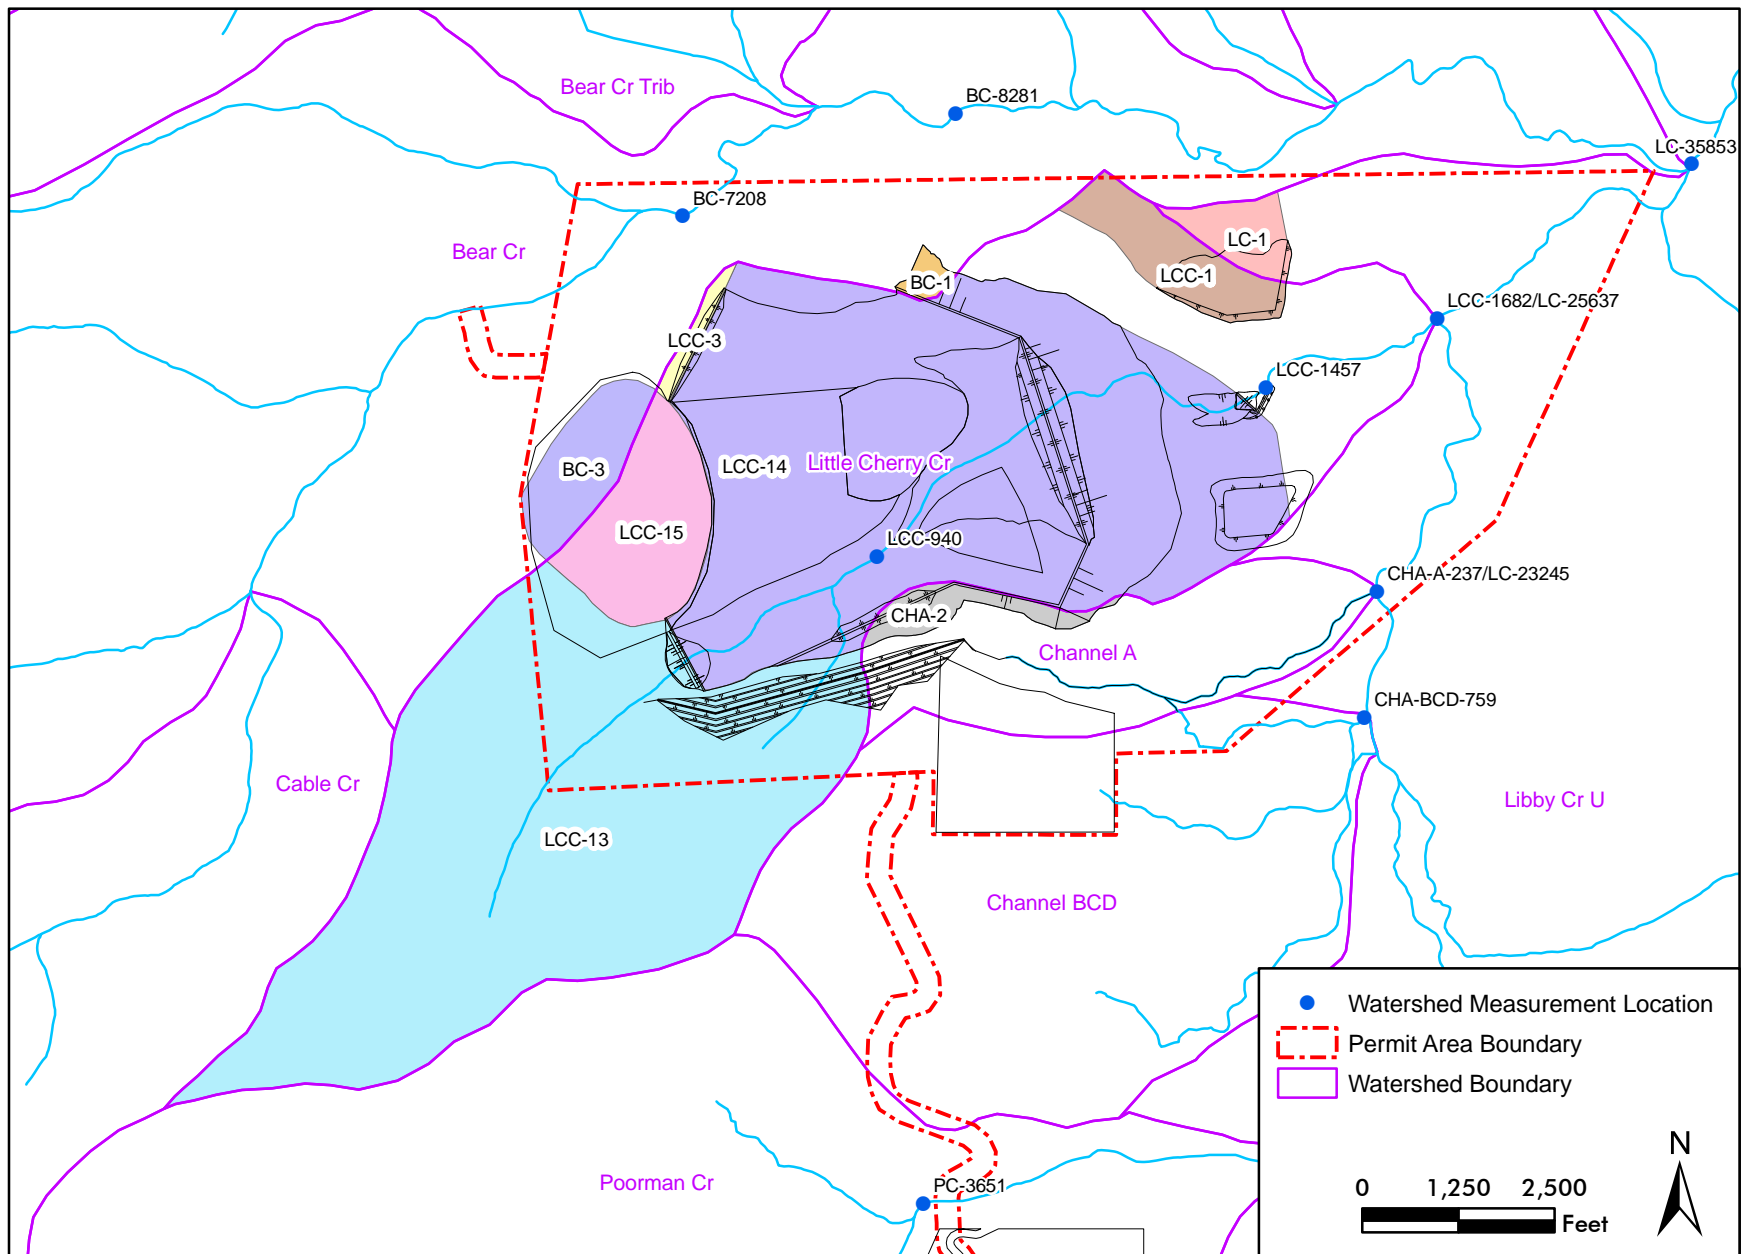 Bear Cr Trib
BC-8281
LC-35853
BC-7208
Bear Cr
LC-1
LCC-1
BC-1
LCC-1682/LC-25637
LCC-3
LCC-1457
BC-3
LCC-14
Little Cherry Cr
LCC-15
LCC-940
CHA-A-237/LC-23245
CHA-2
Channel A
CHA-BCD-759
Cable Cr
Libby Cr U
LCC-13
Channel BCD
Poorman Cr
PC-3651
Watershed Measurement Location
Permit Area Boundary
Watershed Boundary
N
0 1,250 2,500
Feet